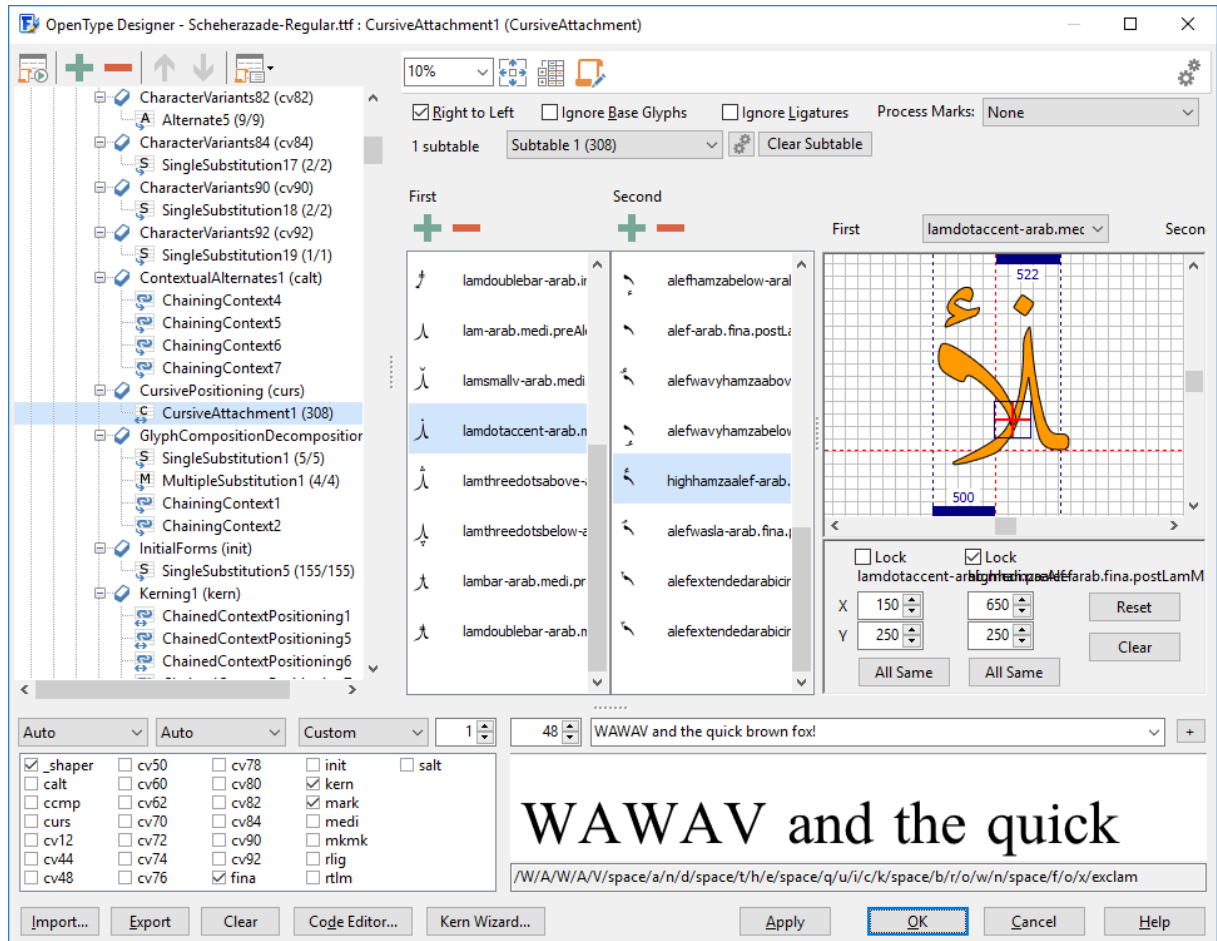 OpenType Designer - Scheherazade-Regular.ttf : CursiveAttachment1 (CursiveAttachment)
10%
CharacterVariants82 (cv82)
Alternate5 (9/9)
CharacterVariants84 (cv84)
SingleSubstitution17 (2/2)
CharacterVariants90 (cv90)
SingleSubstitution18 (2/2)
CharacterVariants92 (cv92)
SingleSubstitution19 (1/1)
ContextualAlternates1 (calt)
ChainingContext4
ChainingContext5
ChainingContext6
ChainingContext7
CursivePositioning (curs)
CursiveAttachment1 (308)
GlyphCompositionDecomposition
SingleSubstitution1 (5/5)
MultipleSubstitution1 (4/4)
ChainingContext1
ChainingContext2
InitialForms (init)
SingleSubstitution5 (155/155)
Kerning1 (kern)
ChainedContextPositioning1
ChainedContextPositioning5
ChainedContextPositioning6
Right to Left Ignore Base Glyphs Ignore Ligatures Process Marks: None
1 subtable Subtable 1 (308) Clear Subtable
First Second
lamdoublebar-arab.ir
lam-arab.medi.preAl
lamsmallv-arab.medi
lamdotaccent-arab.n
lamthreedotsabove-
lamthreedotsbelow-a
lambar-arab.medi.pr
lamdoublebar-arab.n
alefhamzabelow-aral
alef-arab.fina.postLa
alefwavyhamzaabov
alefwavyhamzabelow
highhamzaalef-arab.
alefwasla-arab.fina.p
alefextendedarabicir
alefextendedarabicir
First lamdotaccent-arab.mec Secon
522
500
Lock Lock
lamdotaccent-arab
arab.fina.postLamM
X 150 650 Reset
Y 250 250 Clear
All Same All Same
Auto Auto Custom 1 48 WAWAV and the quick brown fox! +
_shaper cv50 cv78 init salt
calt cv60 cv80 kern
ccmp cv62 cv82 mark
curs cv70 cv84 medi
cv12 cv72 cv90 mkmk
cv44 cv74 cv92 rlig
cv48 cv76 fina rtlm
WAWAV and the quick
/W/A/W/A/V/space/a/n/d/space/t/h/e/space/q/u/i/c/k/space/b/r/o/w/n/space/f/o/x/exclam
Import... Export Clear Code Editor... Kern Wizard... Apply OK Cancel Help